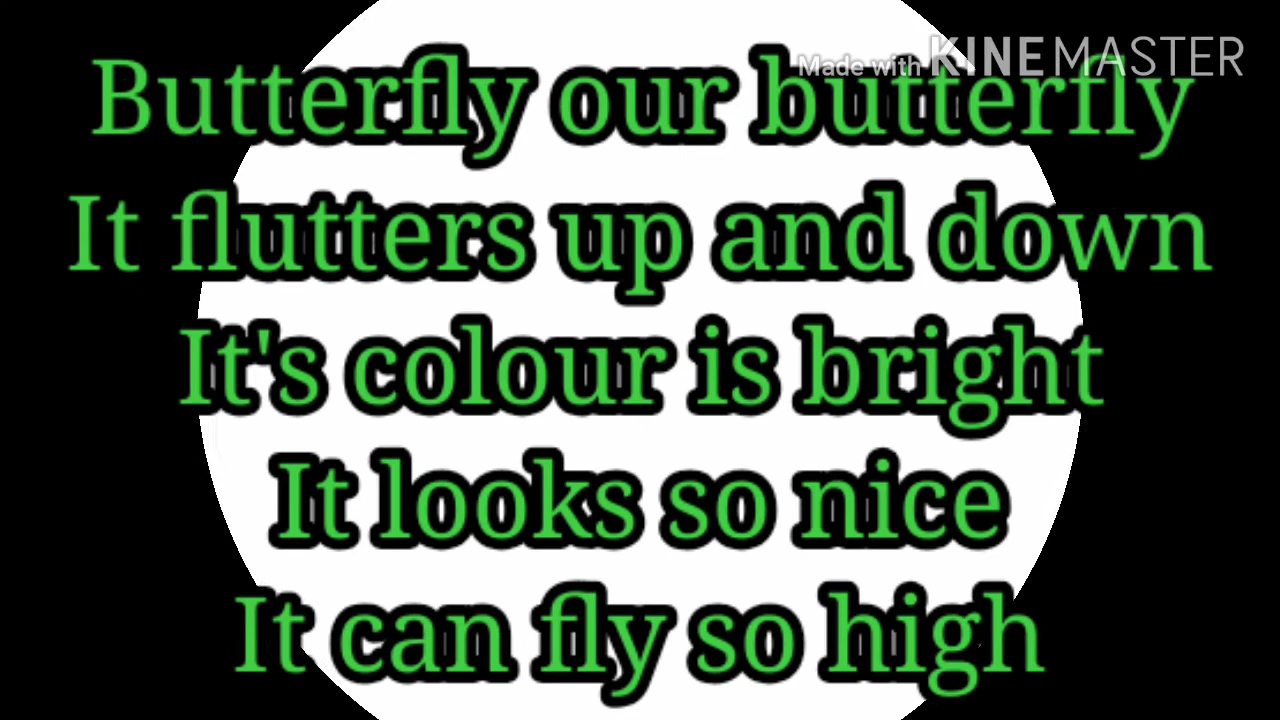 Made with KINEMASTER
Butterfly our butterfly
It flutters up and down
It's colour is bright
It looks so nice
It can fly so high